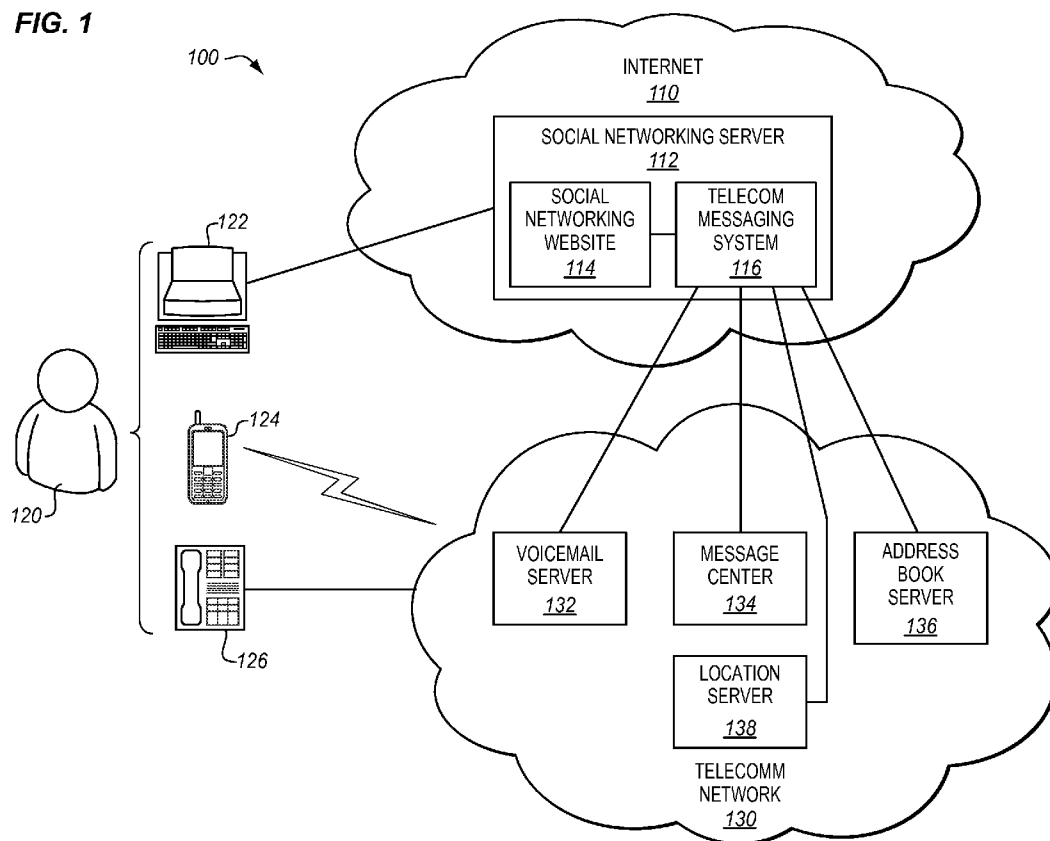 FIG. 1
100
INTERNET
110
SOCIAL NETWORKING SERVER
112
SOCIAL
NETWORKING
WEBSITE
114
TELECOM
MESSAGING
SYSTEM
116
122
124
120
126
VOICEMAIL
SERVER
132
MESSAGE
CENTER
134
ADDRESS
BOOK
SERVER
136
LOCATION
SERVER
138
TELECOMM
NETWORK
130